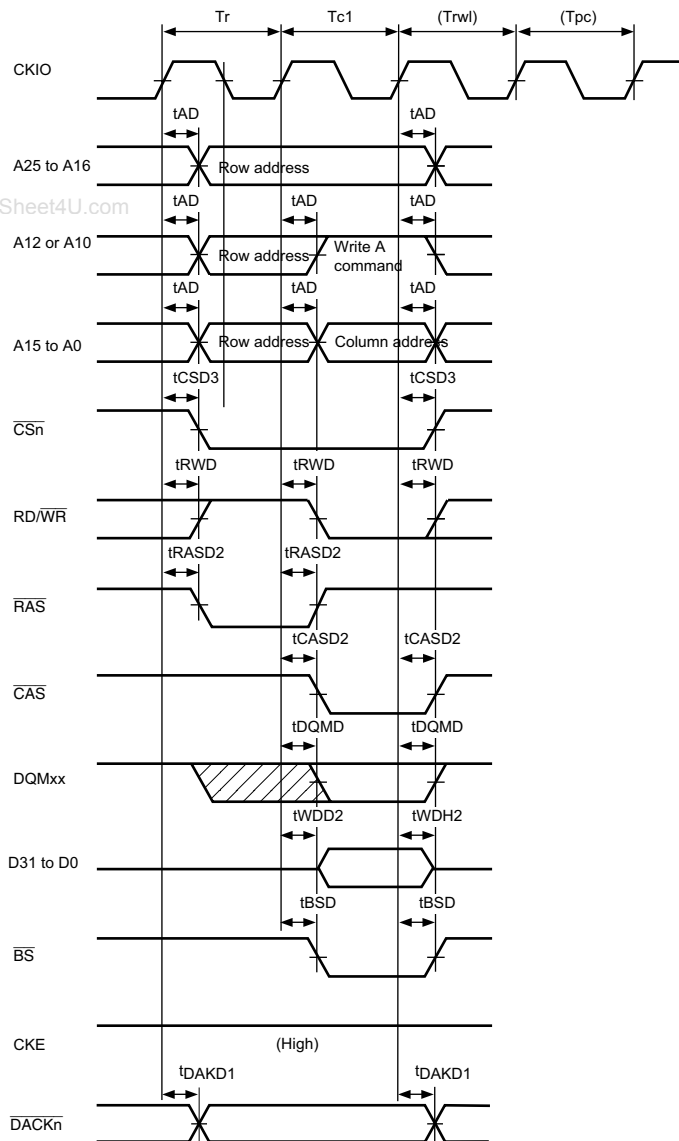 Tr Tc1 (Trwl) (Tpc)
CKIO
tAD tAD
A25 to A16 Row address
Sheet4U.com
tAD tAD tAD
A12 or A10 Row address Write A command
tAD tAD tAD
A15 to A0 Row address Column address
tCSD3 tCSD3
CSn
tRWD tRWD tRWD
RD/WR
tRASD2 tRASD2
RAS
tCASD2 tCASD2
CAS
tDQMD tDQMD
DQMxx
tWDD2 tWDH2
D31 to D0
tBSD tBSD
BS
CKE (High)
tDAKD1 tDAKD1
DACKn